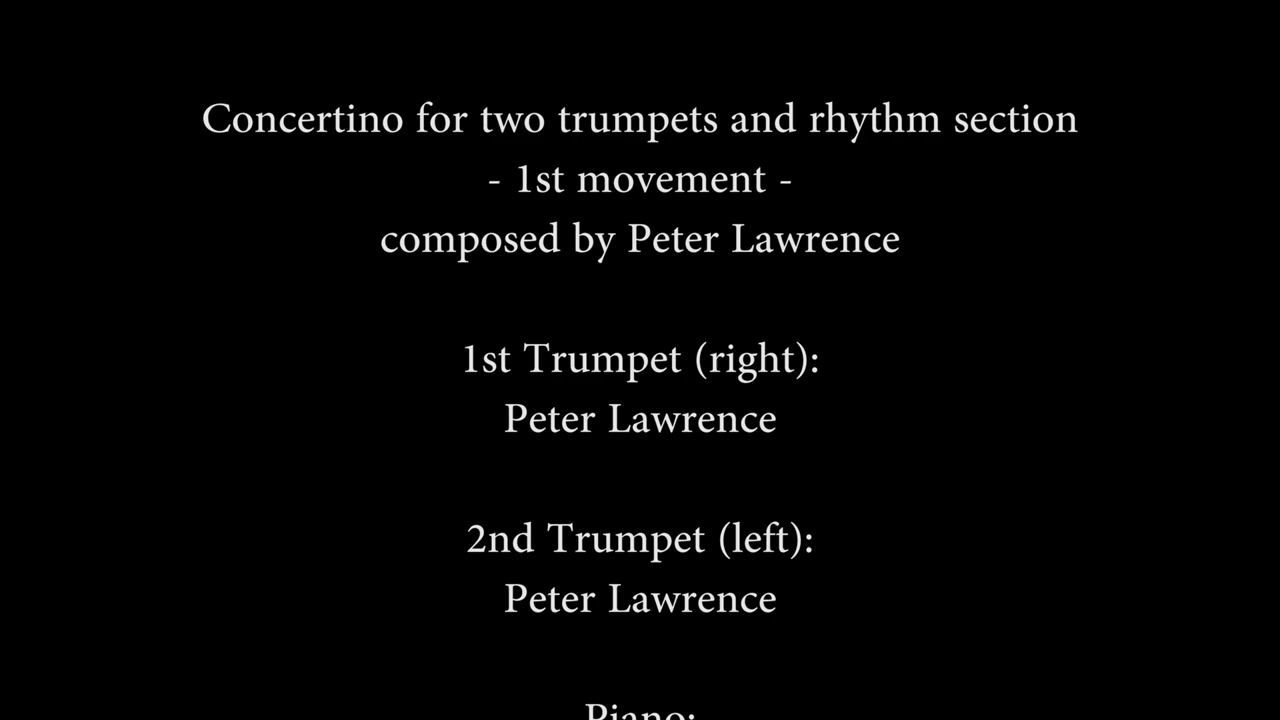 Concertino for two trumpets and rhythm section
- 1st movement -
composed by Peter Lawrence
1st Trumpet (right):
Peter Lawrence
2nd Trumpet (left):
Peter Lawrence
Piano: